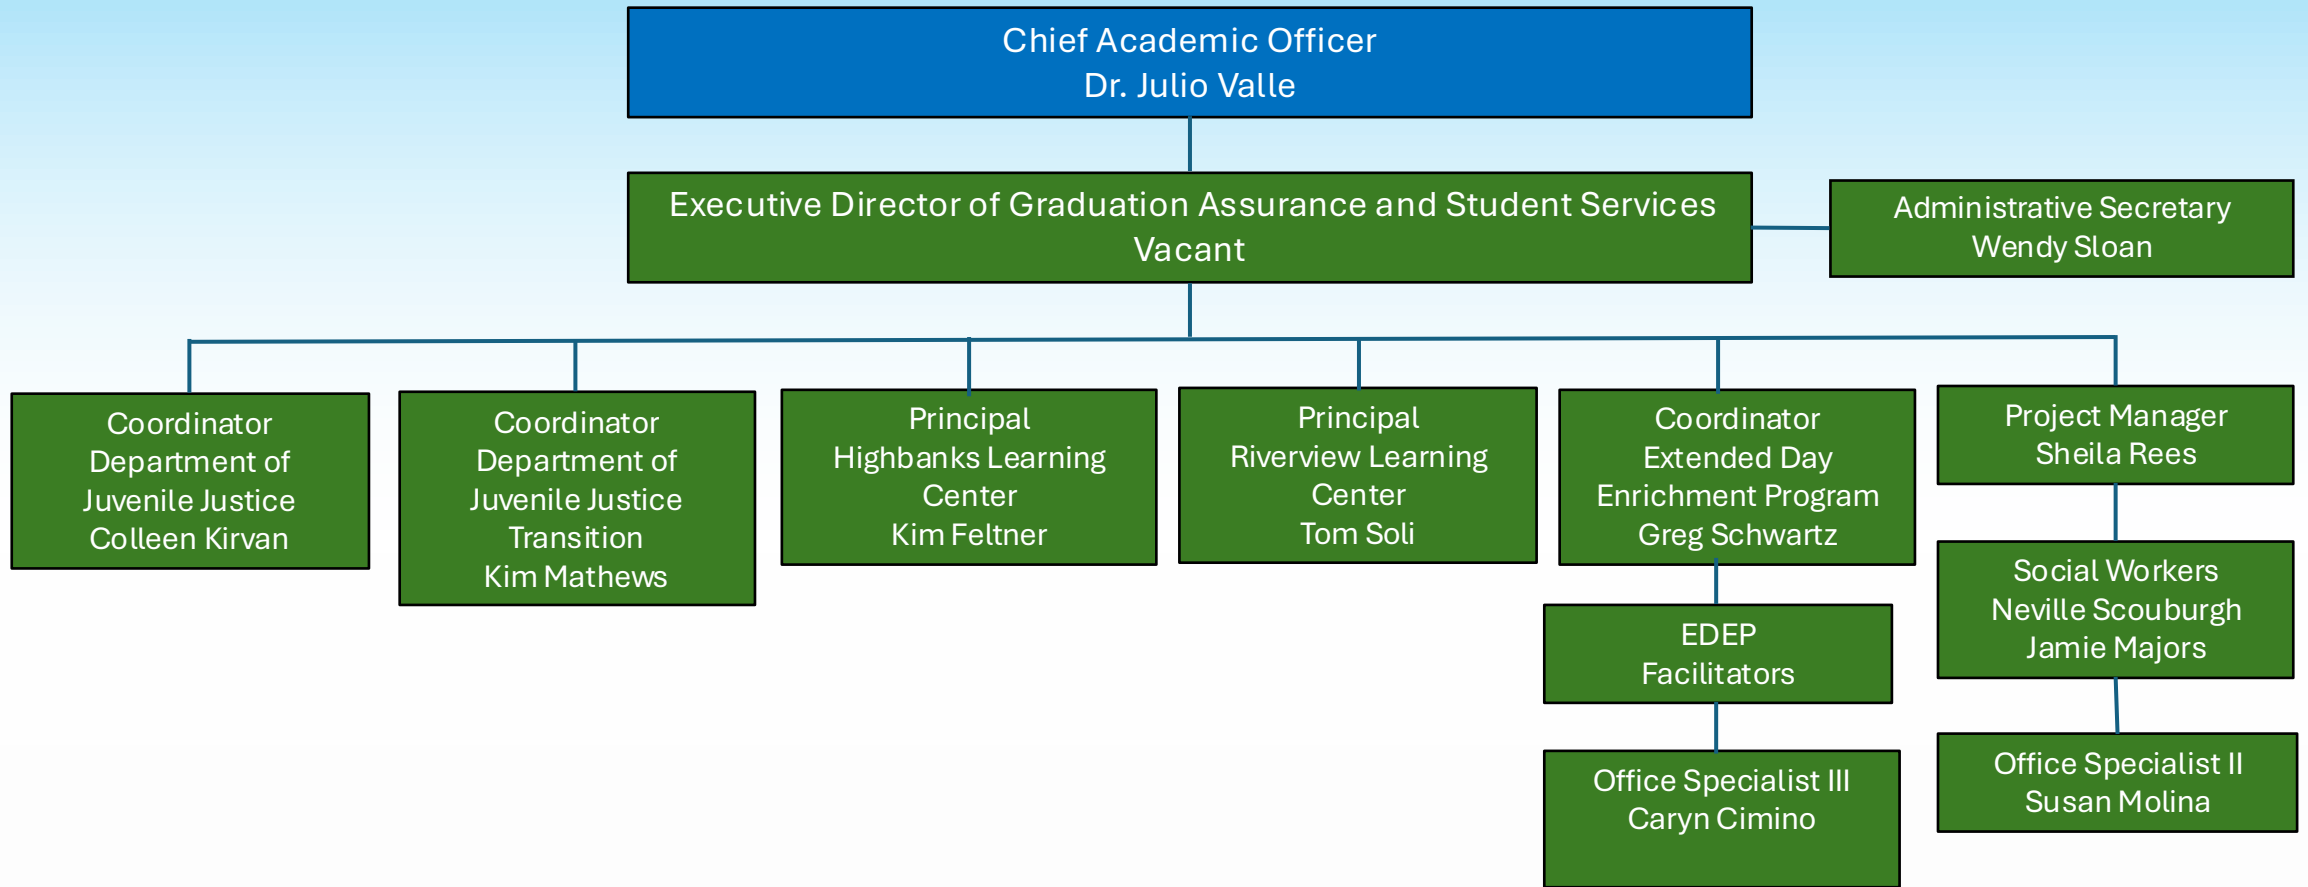 Chief Academic Officer
Dr. Julio Valle
Executive Director of Graduation Assurance and Student Services
Vacant
Administrative Secretary
Wendy Sloan
Coordinator
Department of
Juvenile Justice
Colleen Kirvan
Coordinator
Department of
Juvenile Justice
Transition
Kim Mathews
Principal
Highbanks Learning
Center
Kim Feltner
Principal
Riverview Learning
Center
Tom Soli
Coordinator
Extended Day
Enrichment Program
Greg Schwartz
Project Manager
Sheila Rees
EDEP
Facilitators
Social Workers
Neville Scouburgh
Jamie Majors
Office Specialist III
Caryn Cimino
Office Specialist II
Susan Molina